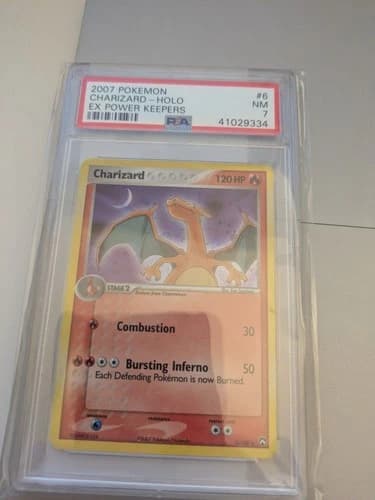 2007 POKEMON #6
CHARIZARD-HOLO NM
EX POWER KEEPERS 7
PSA 41029334
Charizard 120 HP
STAGE 2
Combustion 30
Bursting Inferno 50
Each Defending Pokémon is now Burned.